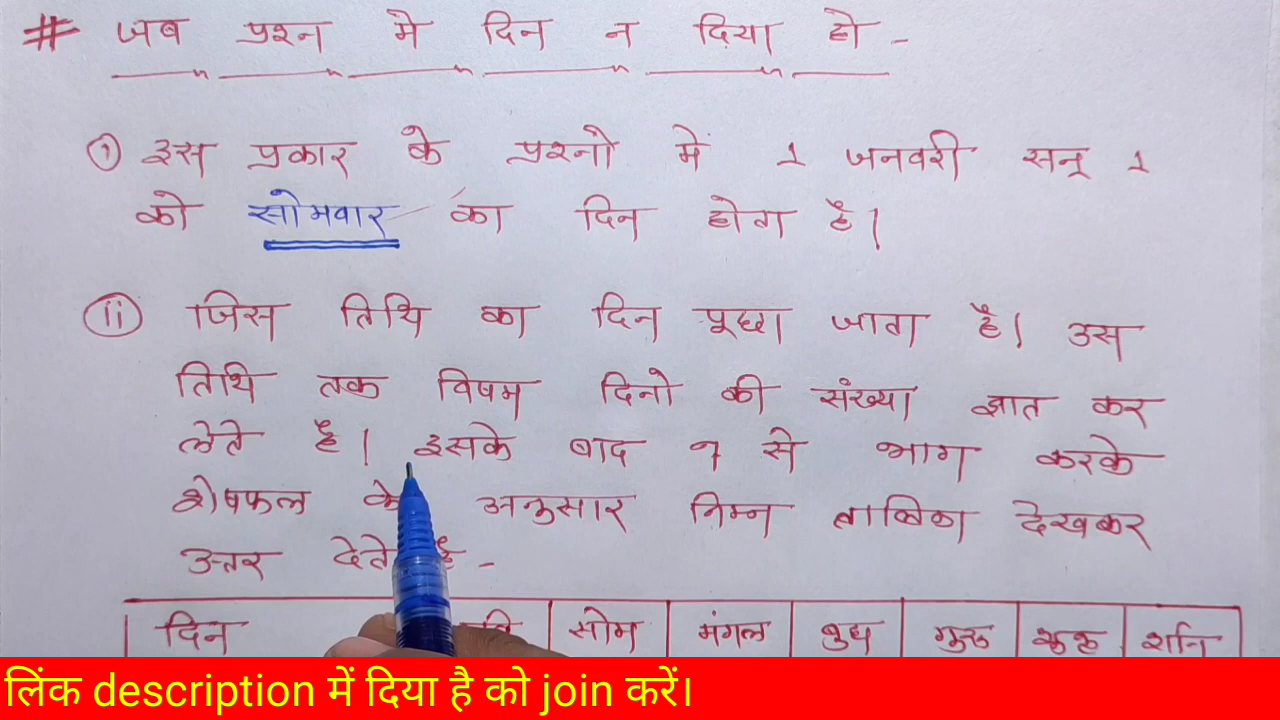 # जब प्रश्न मे दिन न दिया हो -
① इस प्रकार के प्रश्नो में 1 जनवरी सन् 1
को सोमवार का दिन होता है।
(ii) जिस तिथि का दिन पूछा जाता है। उस
तिथि तक विषम दिनो की संख्या ज्ञात कर
लेते है। इसके बाद 7 से भाग करके
शेषफल के अनुसार निम्न तालिका देखकर
उत्तर देते है -
दिन सोम मंगल बुध गुरू शुक्र शनि
लिंक description में दिया है को join करें।